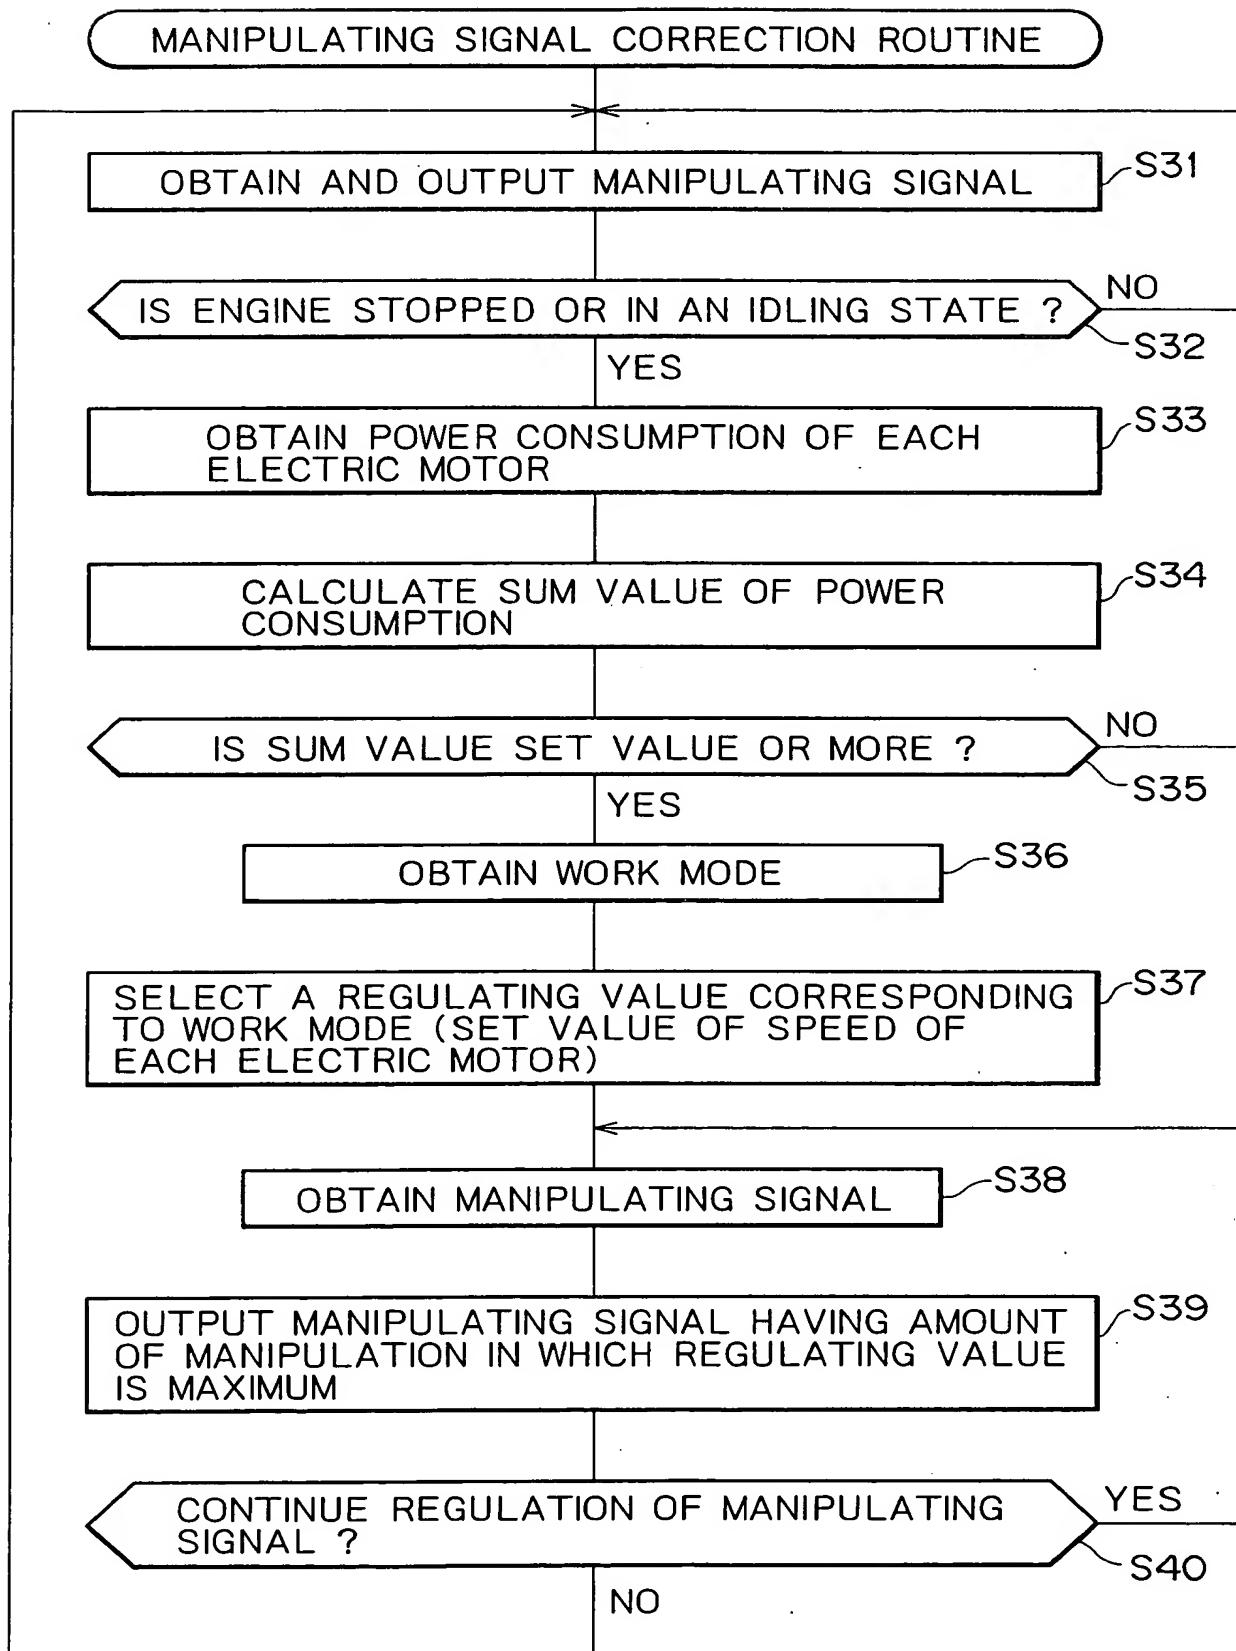 MANIPULATING SIGNAL CORRECTION ROUTINE
OBTAIN AND OUTPUT MANIPULATING SIGNAL
S31
IS ENGINE STOPPED OR IN AN IDLING STATE ?
NO
S32
YES
OBTAIN POWER CONSUMPTION OF EACH
ELECTRIC MOTOR
S33
CALCULATE SUM VALUE OF POWER
CONSUMPTION
S34
IS SUM VALUE SET VALUE OR MORE ?
NO
S35
YES
OBTAIN WORK MODE
S36
SELECT A REGULATING VALUE CORRESPONDING
TO WORK MODE (SET VALUE OF SPEED OF
EACH ELECTRIC MOTOR)
S37
OBTAIN MANIPULATING SIGNAL
S38
OUTPUT MANIPULATING SIGNAL HAVING AMOUNT
OF MANIPULATION IN WHICH REGULATING VALUE
IS MAXIMUM
S39
CONTINUE REGULATION OF MANIPULATING
SIGNAL ?
YES
S40
NO